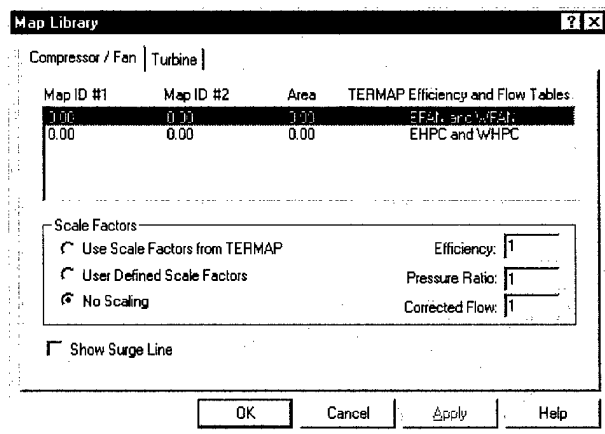 Map Library
Compressor / Fan Turbine
Map ID #1 Map ID #2 Area TERMAP Efficiency and Flow Tables
0.00 0.00 0.00 EFAN and WFAN
0.00 0.00 0.00 EHPC and WHPC
Scale Factors
Use Scale Factors from TERMAP Efficiency: 1
User Defined Scale Factors Pressure Ratio: 1
No Scaling Corrected Flow: 1
Show Surge Line
OK Cancel Apply Help